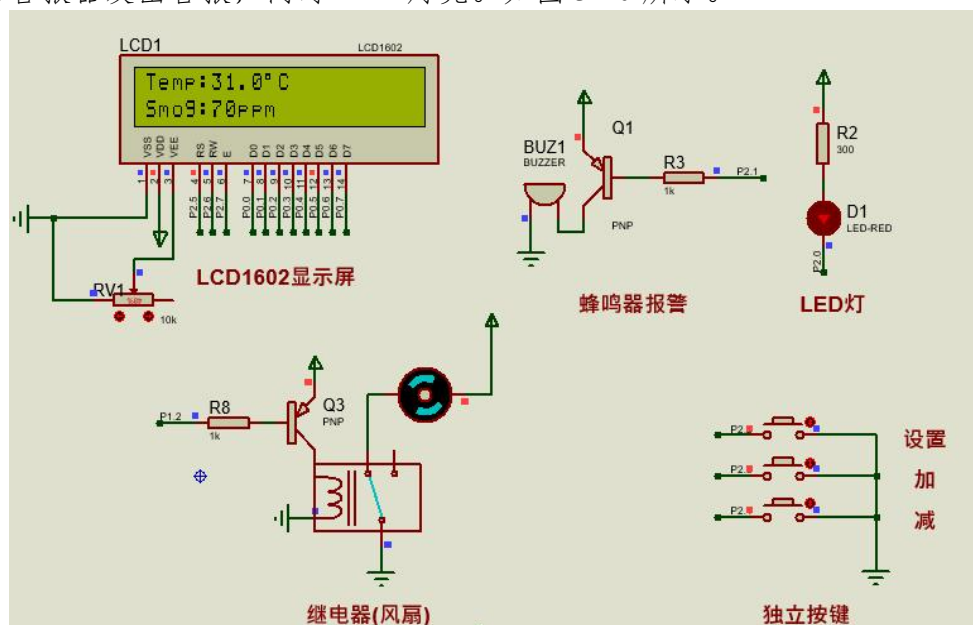 LCD1
LCD1602
Temp:31.0°C
Smog:70ppm
VSS VDD VEE RS RW E D0 D1 D2 D3 D4 D5 D6 D7
1 2 3 4 5 6 7 8 9 10 11 12 13 14
P2.5 P2.6 P2.7 P0.0 P0.1 P0.2 P0.3 P0.4 P0.5 P0.6 P0.7
RV1
10k
LCD1602显示屏
BUZ1
BUZZER
Q1
PNP
R3
1k
P2.1
蜂鸣器报警
R2
300
D1
LED-RED
P2.0
LED灯
P1.2
R8
1k
Q3
PNP
继电器(风扇)
设置
加
减
独立按键